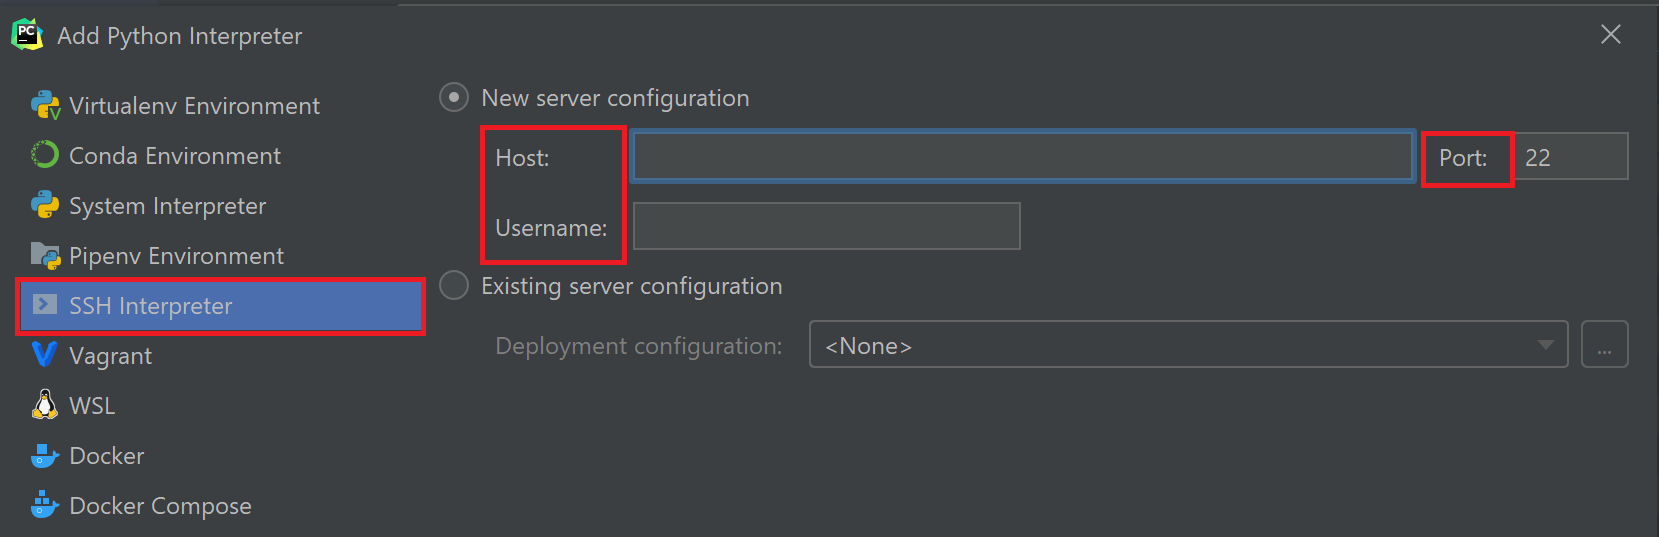 PC
Add Python Interpreter
Virtualenv Environment
Conda Environment
System Interpreter
Pipenv Environment
SSH Interpreter
Vagrant
WSL
Docker
Docker Compose
New server configuration
Host:
Port: 22
Username:
Existing server configuration
Deployment configuration: <None> ...